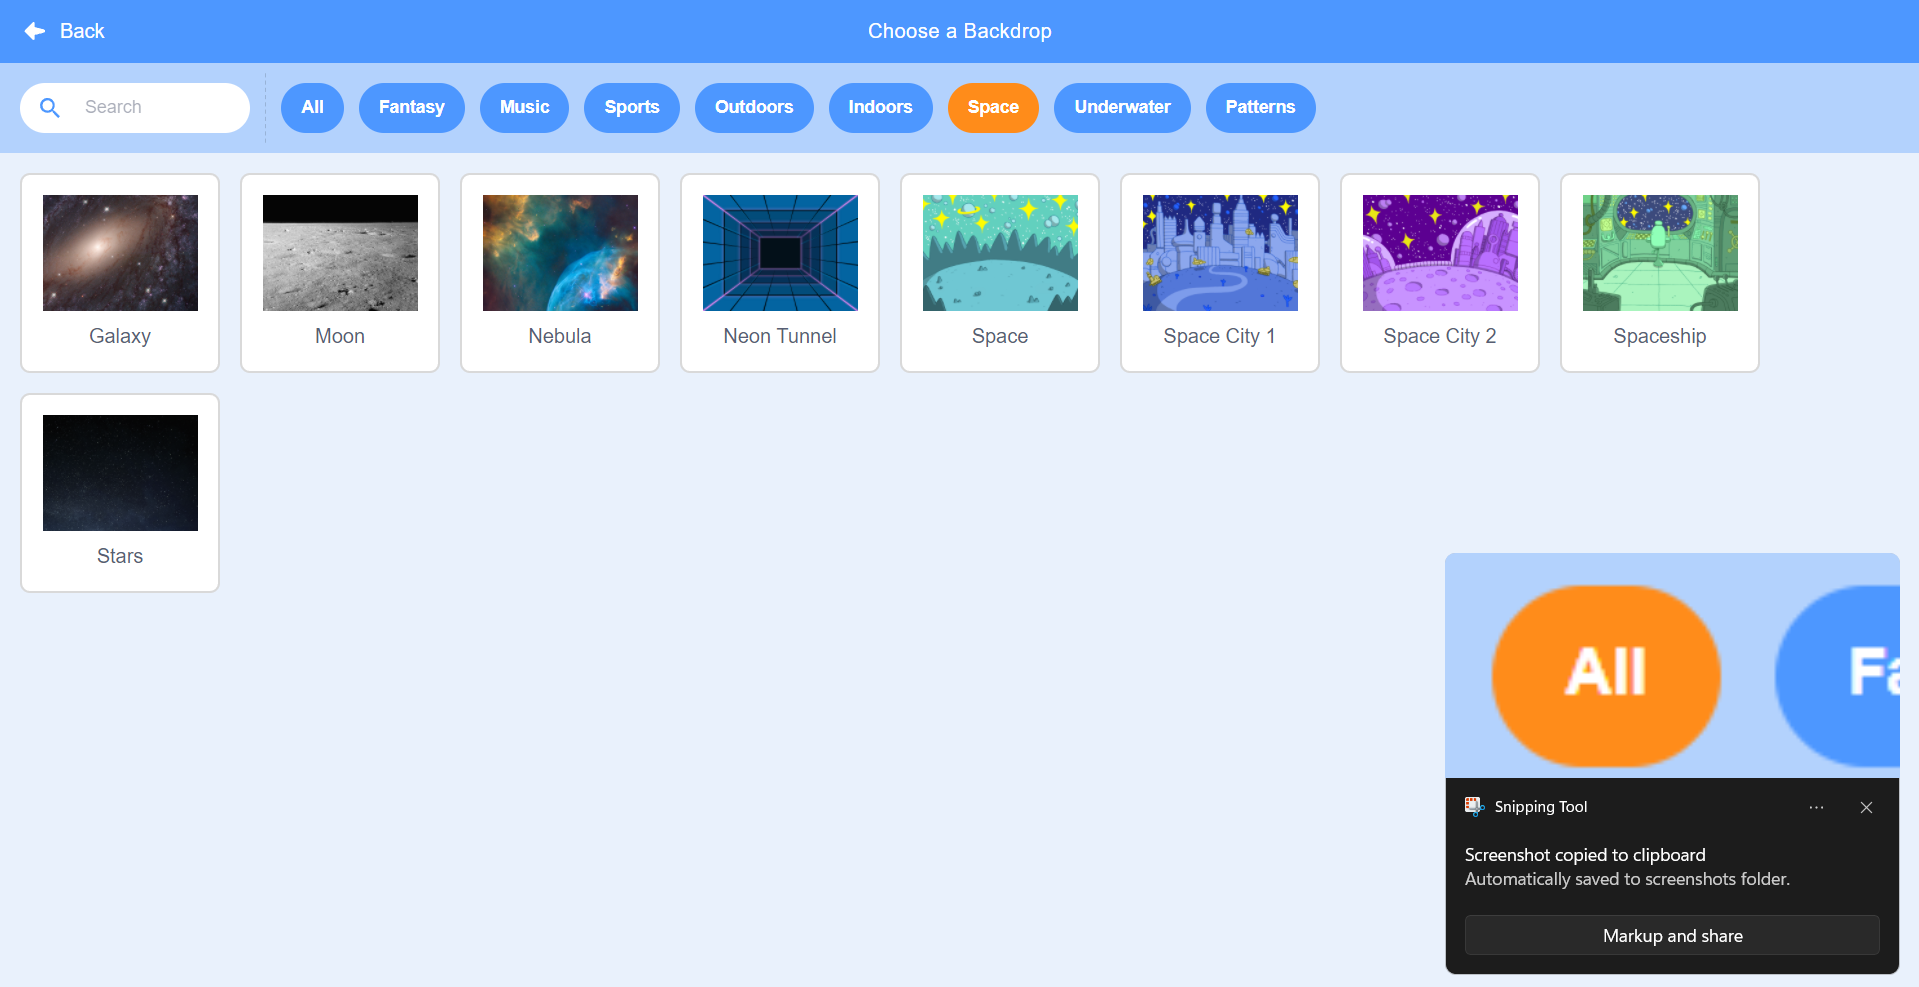 Back
Choose a Backdrop
Search
All
Fantasy
Music
Sports
Outdoors
Indoors
Space
Underwater
Patterns
Galaxy
Moon
Nebula
Neon Tunnel
Space
Space City 1
Space City 2
Spaceship
Stars
All
Fa
Snipping Tool
Screenshot copied to clipboard
Automatically saved to screenshots folder.
Markup and share